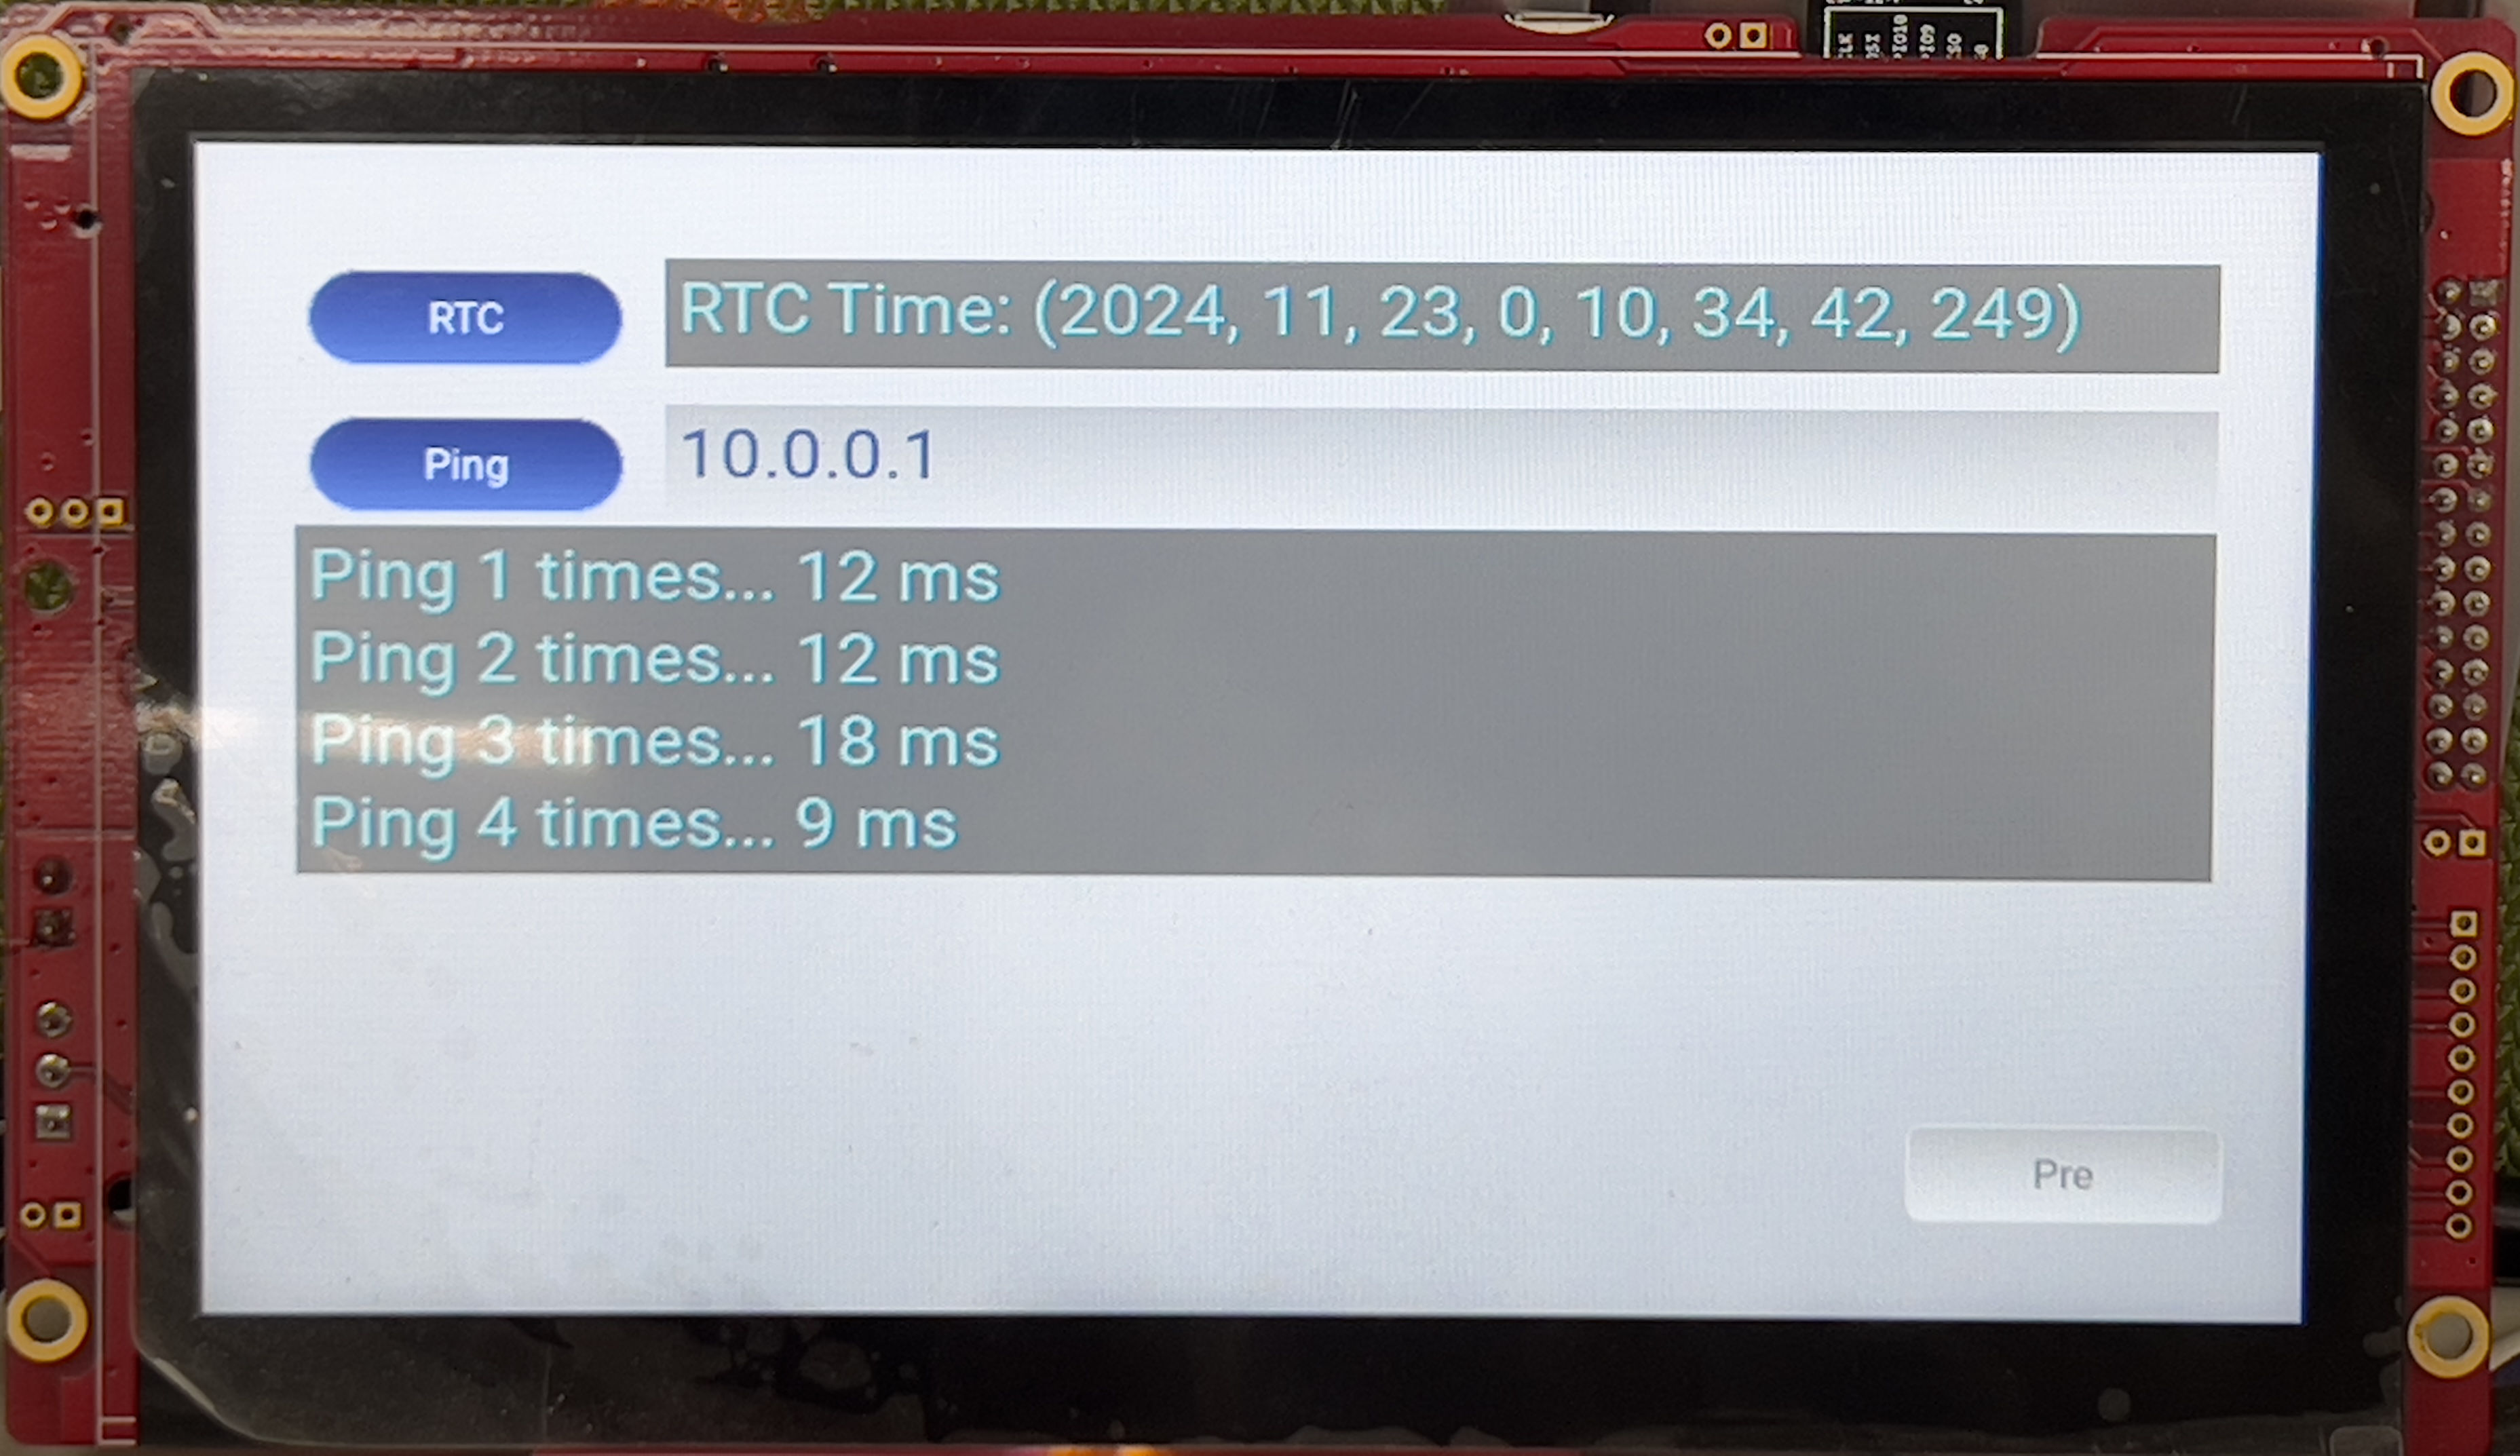 RTC
RTC Time: (2024, 11, 23, 0, 10, 34, 42, 249)
Ping
10.0.0.1
Ping 1 times... 12 ms
Ping 2 times... 12 ms
Ping 3 times... 18 ms
Ping 4 times... 9 ms
Pre